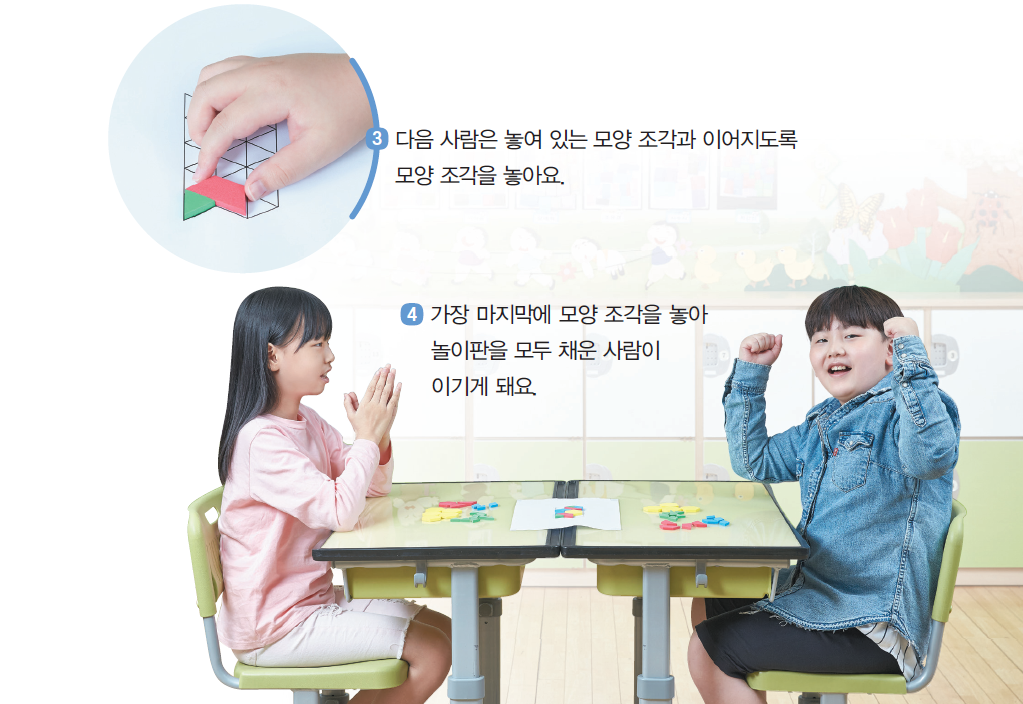 3 다음 사람은 놓여 있는 모양 조각과 이어지도록
모양 조각을 놓아요.
4 가장 마지막에 모양 조각을 놓아
놀이판을 모두 채운 사람이
이기게 돼요.